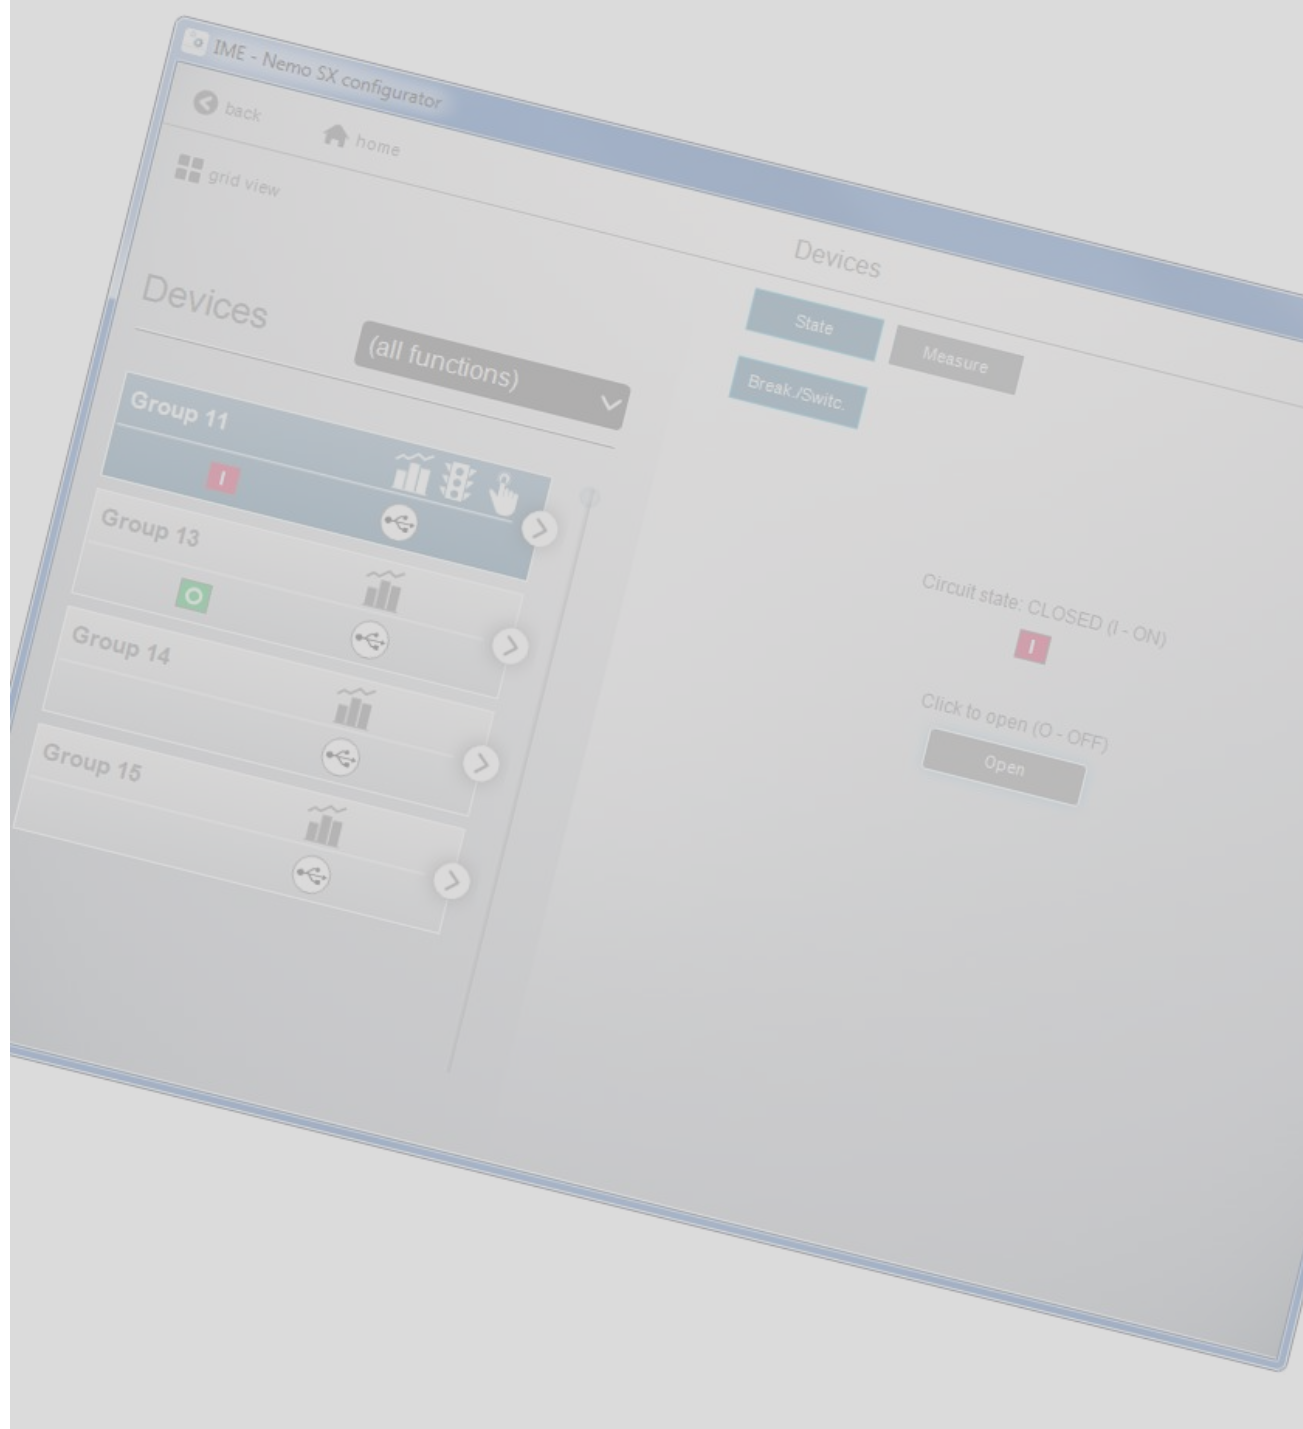 IME - Nemo SX configurator
back
home
grid view
Devices
Devices
(all functions)
State
Measure
Break./Switc.
Group 11
I
Group 13
O
Group 14
Group 15
Circuit state: CLOSED (I - ON)
I
Click to open (O - OFF)
Open